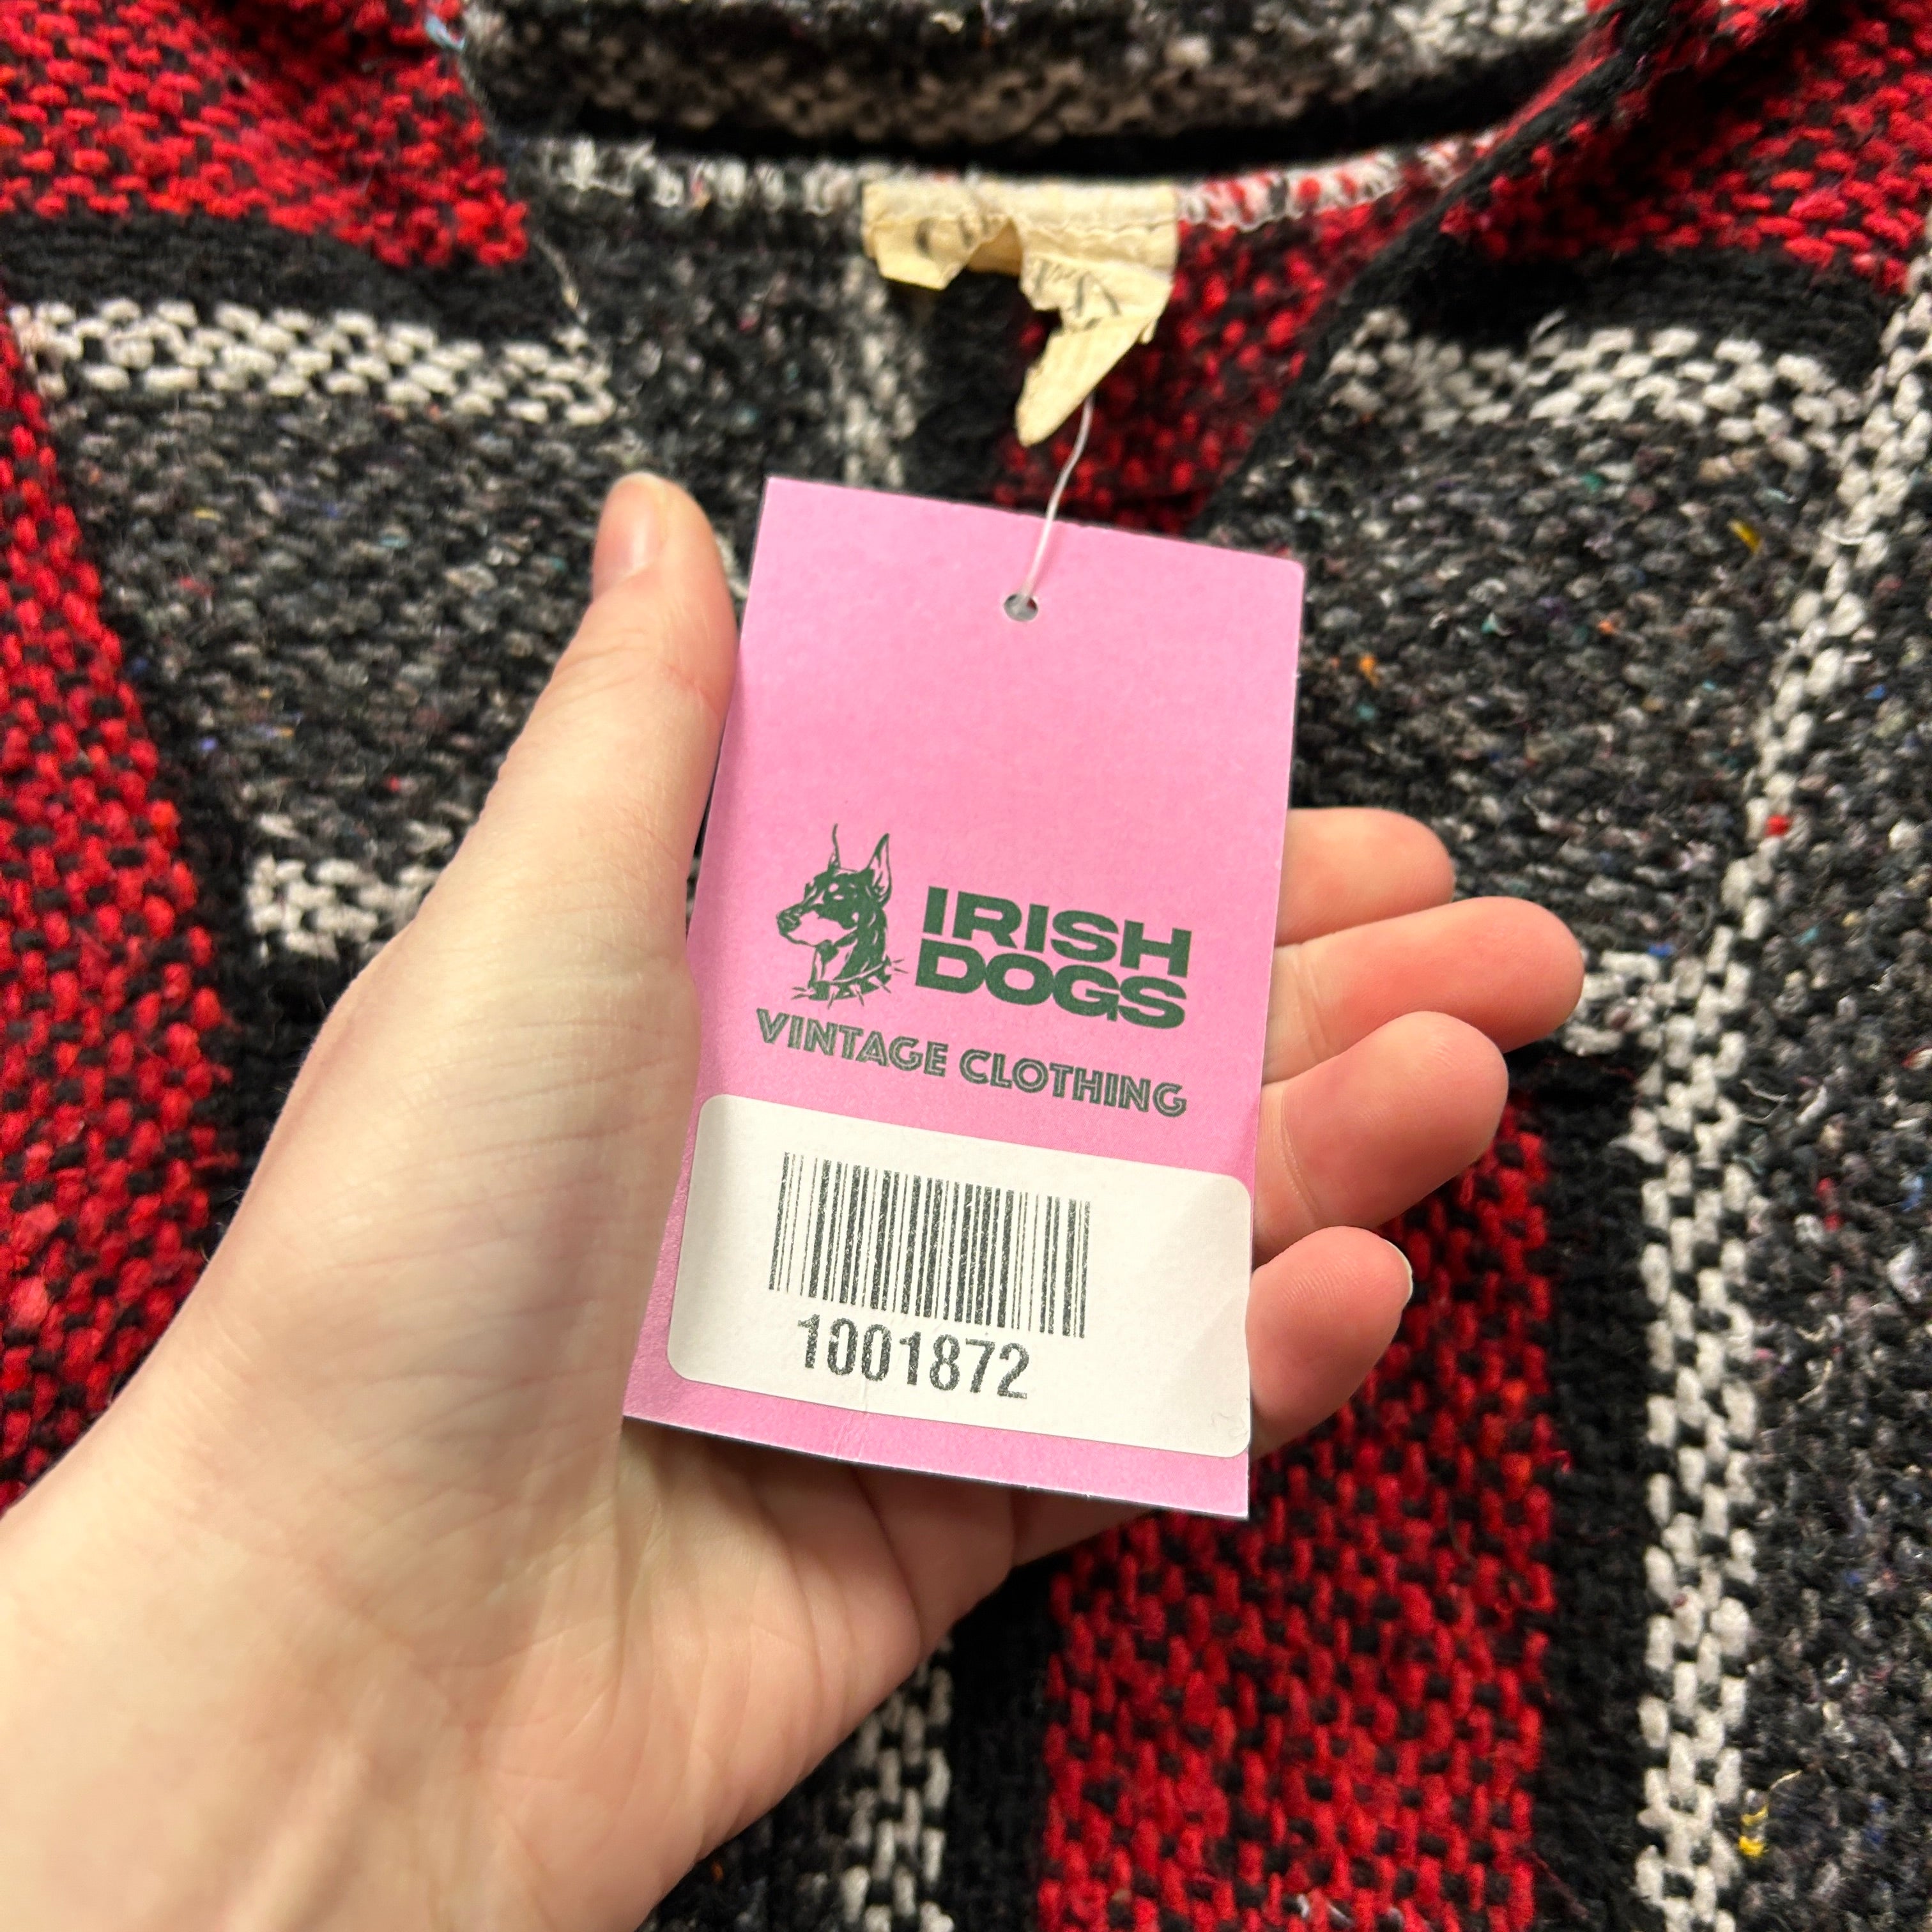 IRISH
DOGS
VINTAGE CLOTHING
1001872